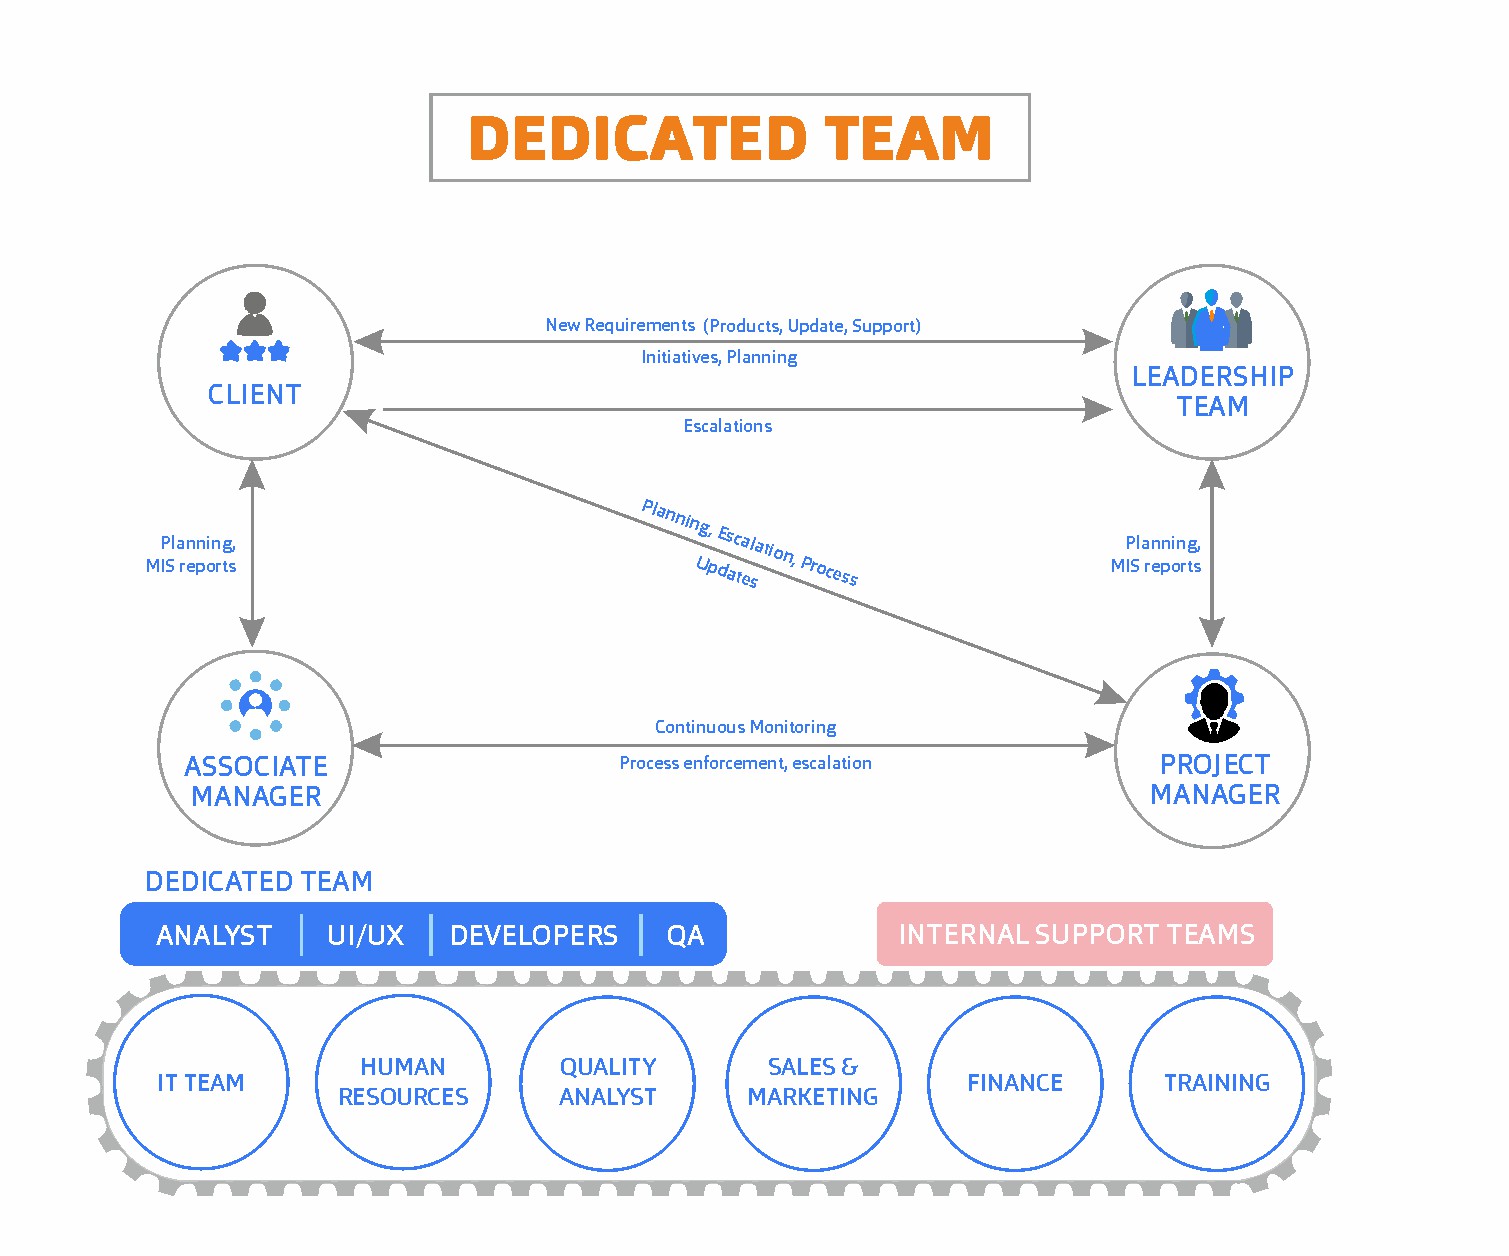 DEDICATED TEAM
CLIENT
New Requirements (Products, Update, Support)
Initiatives, Planning
LEADERSHIP
TEAM
Escalations
Planning,
MIS reports
Planning, Escalation, Process
Updates
Planning,
MIS reports
ASSOCIATE
MANAGER
Continuous Monitoring
Process enforcement, escalation
PROJECT
MANAGER
DEDICATED TEAM
ANALYST UI/UX DEVELOPERS QA
INTERNAL SUPPORT TEAMS
IT TEAM
HUMAN
RESOURCES
QUALITY
ANALYST
SALES &
MARKETING
FINANCE
TRAINING